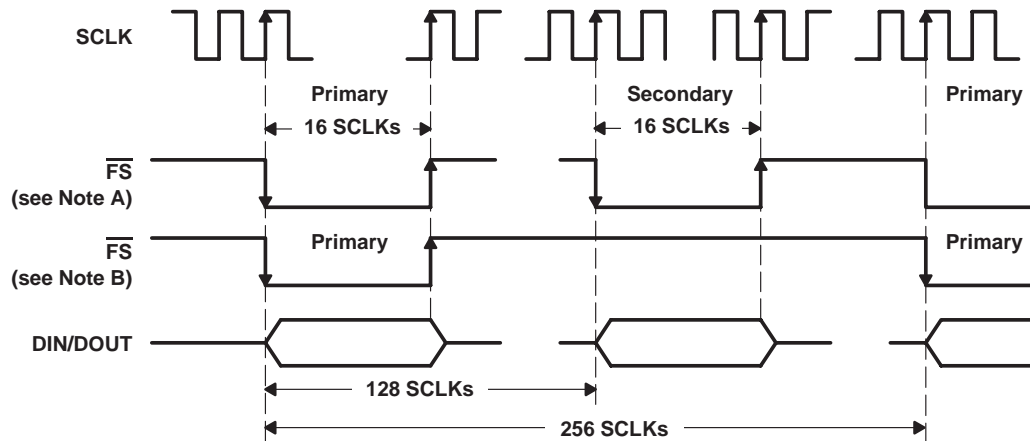 SCLK
Primary
Secondary
Primary
16 SCLKs
16 SCLKs
FS
(see Note A)
FS
(see Note B)
Primary
Primary
DIN/DOUT
128 SCLKs
256 SCLKs